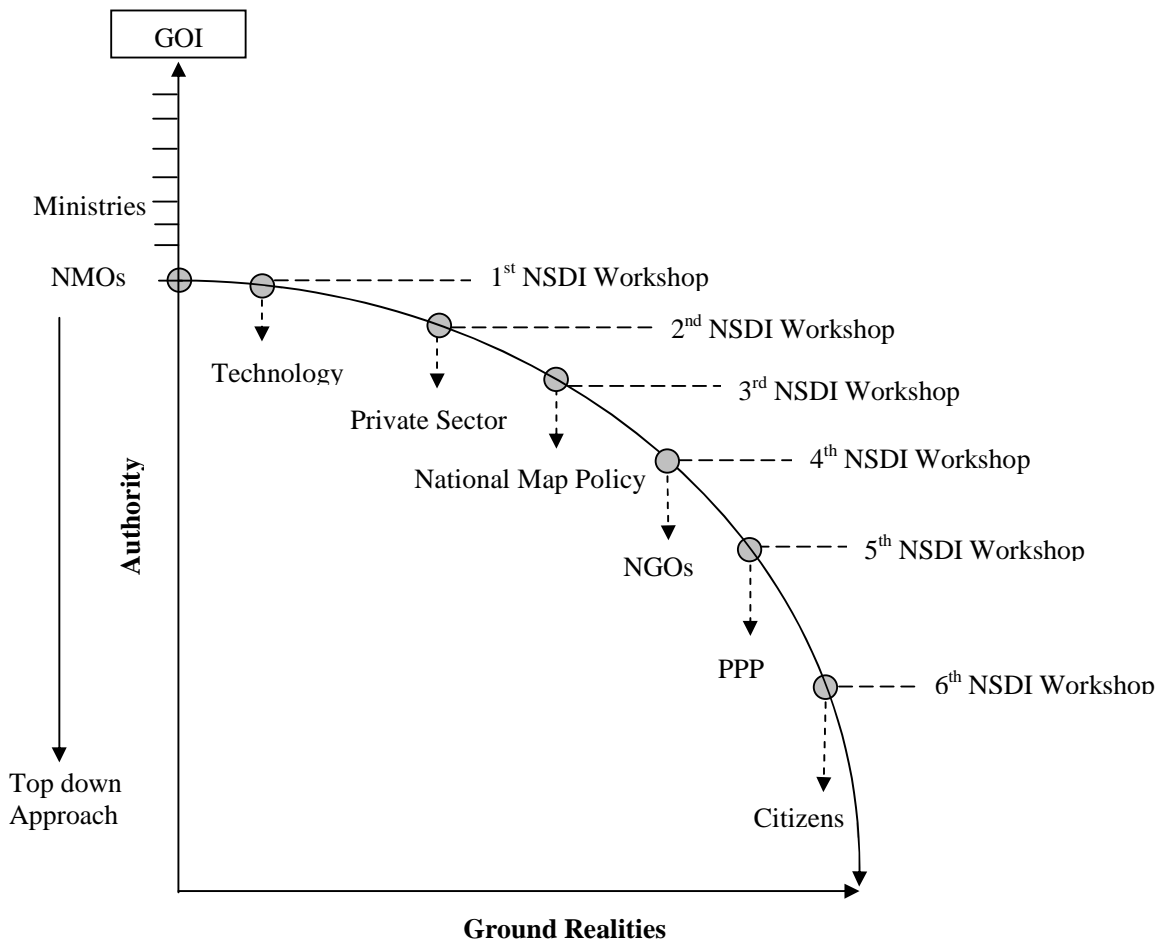 GOI
Ministries
NMOs
1st NSDI Workshop
2nd NSDI Workshop
Technology
3rd NSDI Workshop
Private Sector
4th NSDI Workshop
National Map Policy
Authority
5th NSDI Workshop
NGOs
PPP
6th NSDI Workshop
Top down
Approach
Citizens
Ground Realities